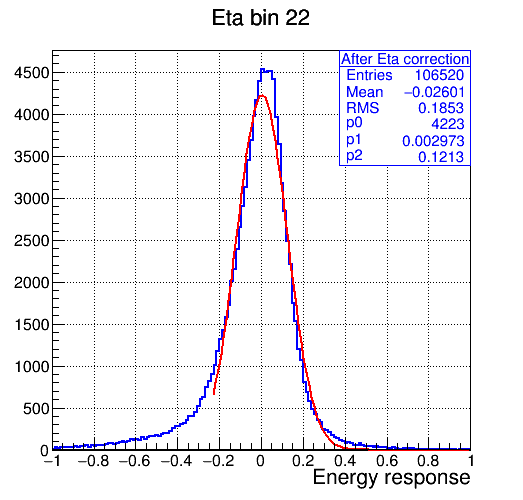 Eta bin 22
After Eta correction
Entries 106520
Mean −0.02601
RMS 0.1853
p0 4223
p1 0.002973
p2 0.1213
4500
4000
3500
3000
2500
2000
1500
1000
500
0
−1 −0.8 −0.6 −0.4 −0.2 0 0.2 0.4 0.6 0.8 1
Energy response